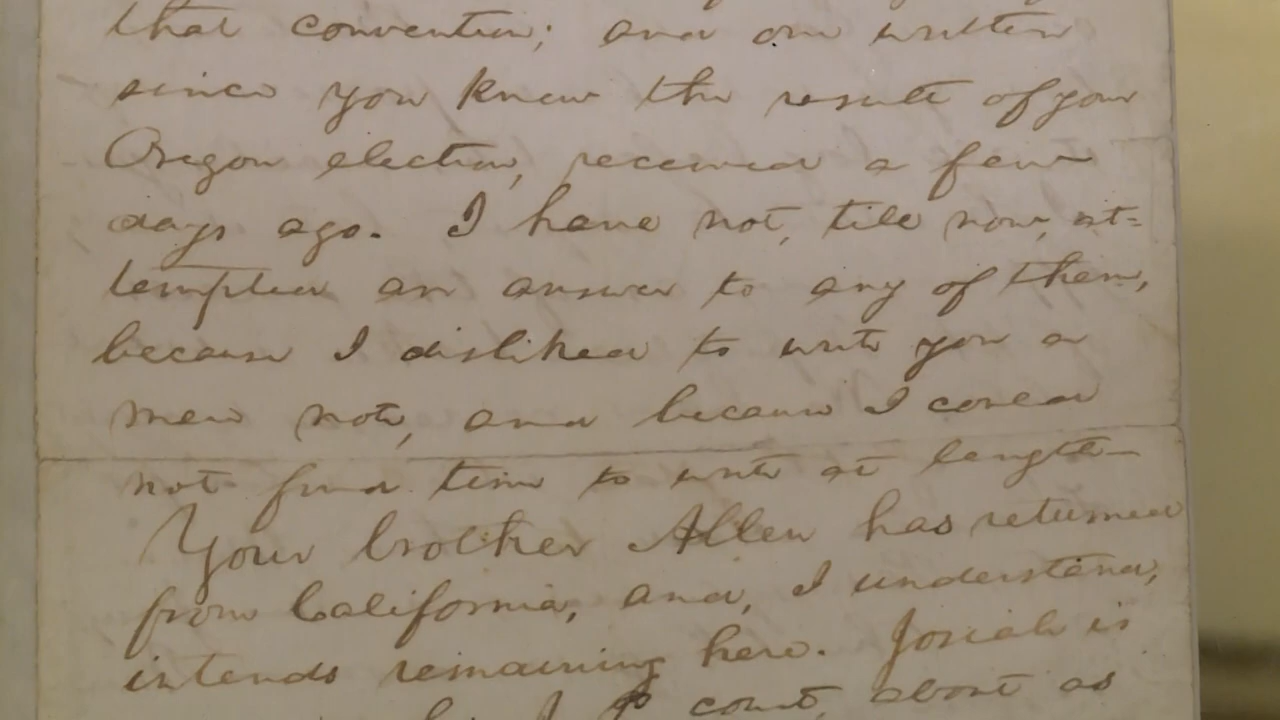 that convention; and one written
since you knew the result of your
Oregon election, received a few
days ago. I have not, till now, at-
tempted an answer to any of them,
because I disliked to write you a
mere note, and because I could
not find time to write at length—
Your brother Allen has returned
from California, and, I understand,
intends remaining here. Josiah is
J. P. court, about as